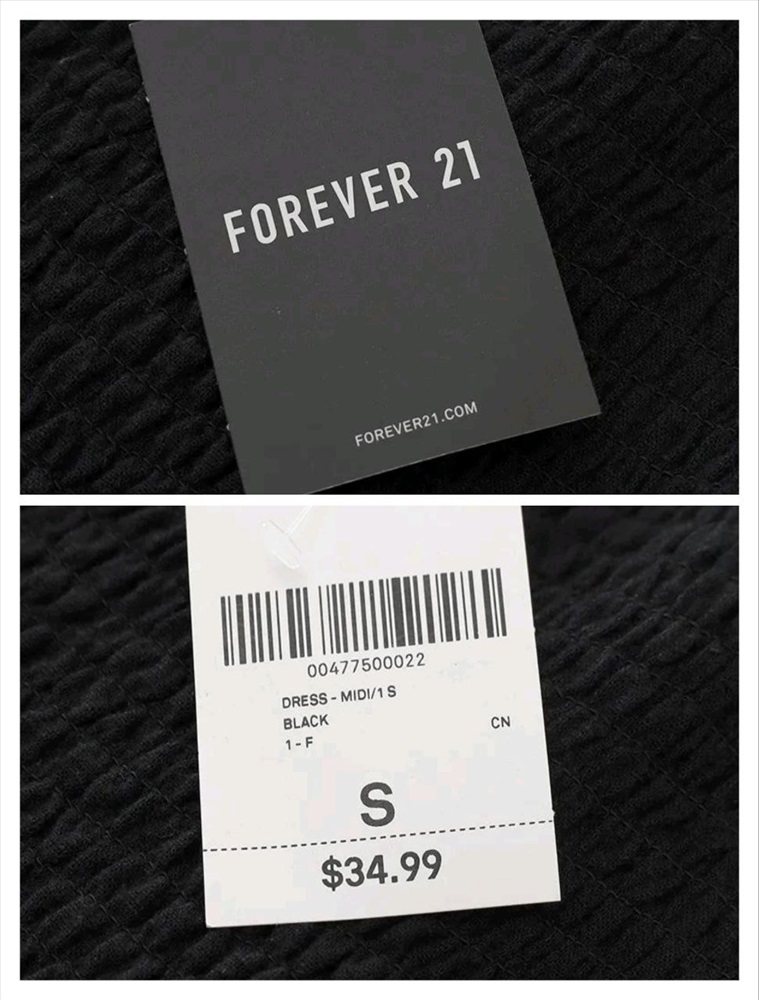 FOREVER 21
FOREVER21.COM
00477500022
DRESS - MIDI/1 S
BLACK
CN
1 - F
S
$34.99